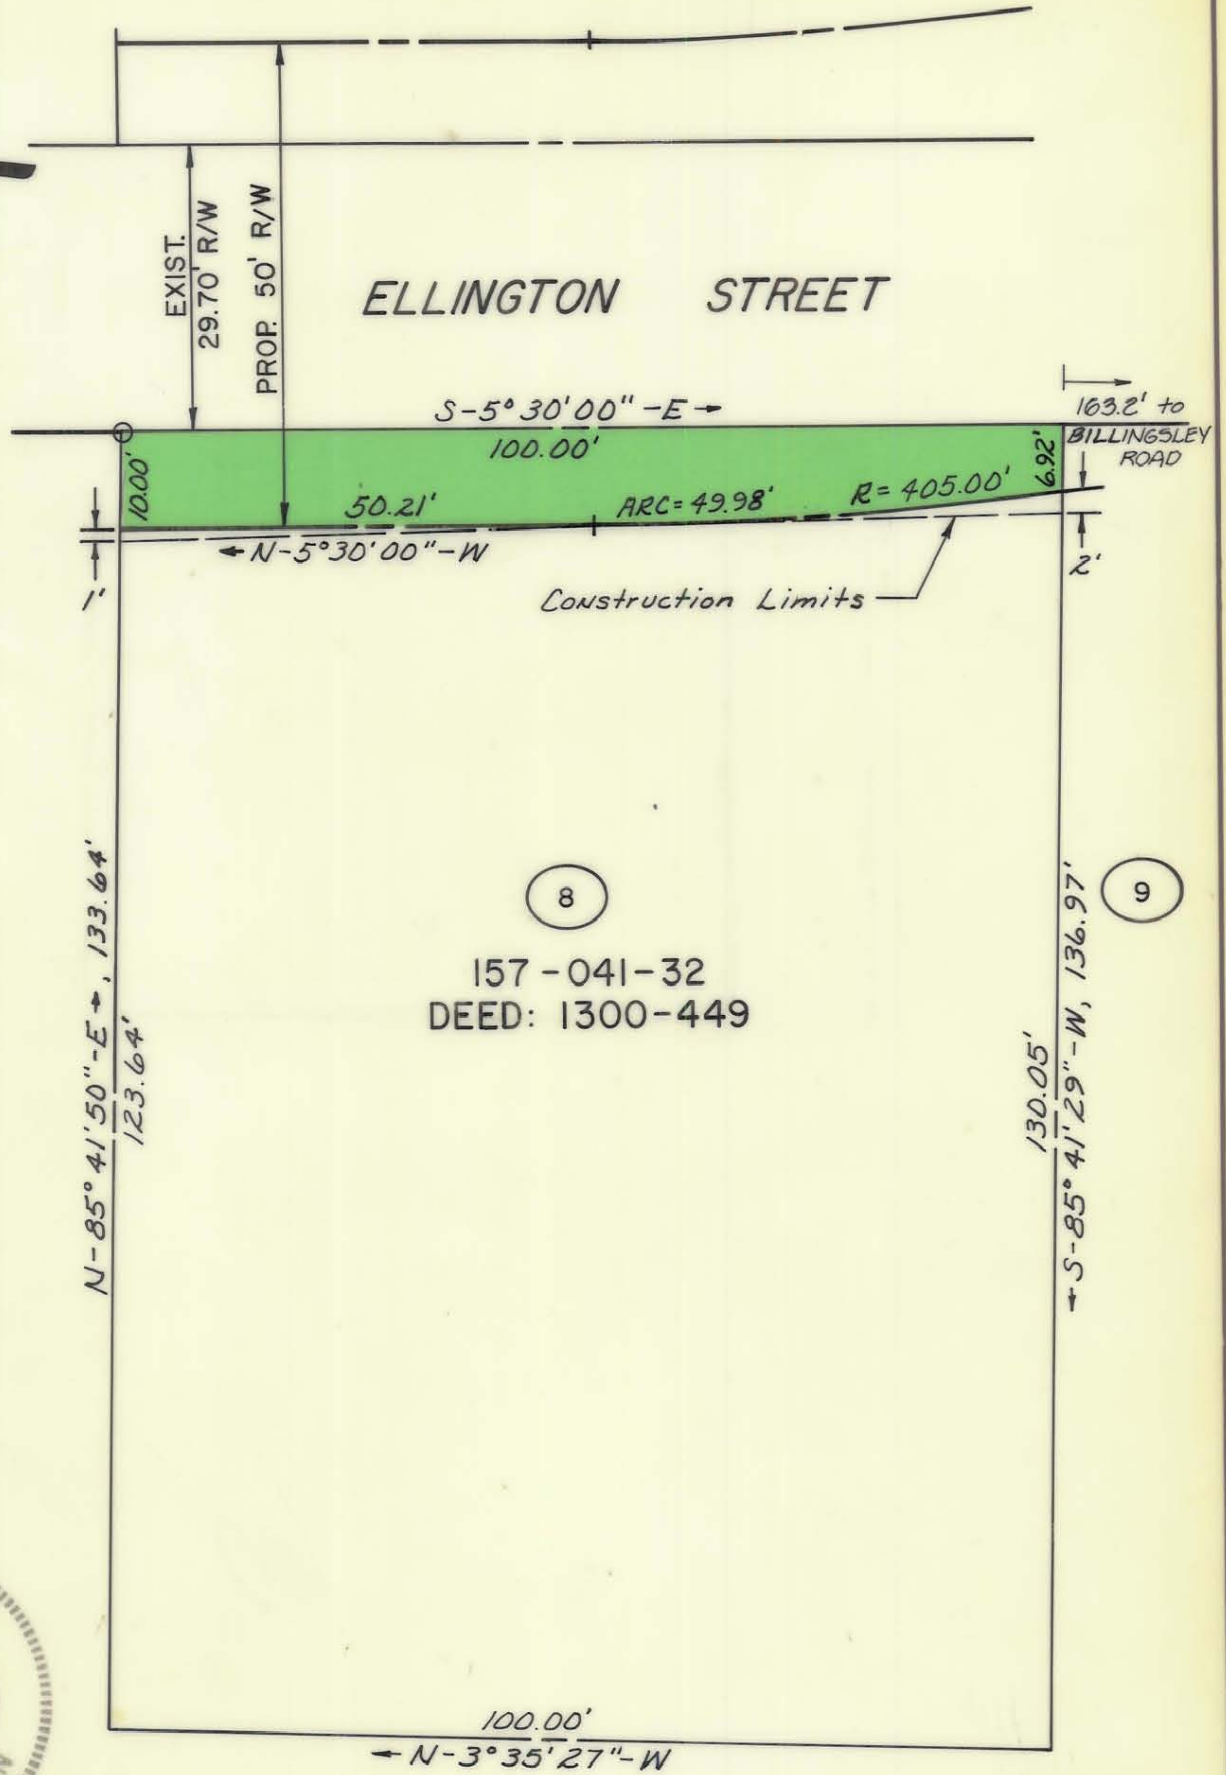 EXIST.
29.70' R/W
PROP. 50' R/W
ELLINGTON STREET
S-5°30'00"-E
100.00'
163.2' to
BILLINGSLEY
ROAD
10.00'
6.92'
50.21'
ARC=49.98'
R=405.00'
N-5°30'00"-W
1'
2'
Construction Limits
N-85°41'50"-E, 133.64'
123.64'
8
157-041-32
DEED: 1300-449
9
130.05'
S-85°41'29"-W, 136.97'
100.00'
N-3°35'27"-W